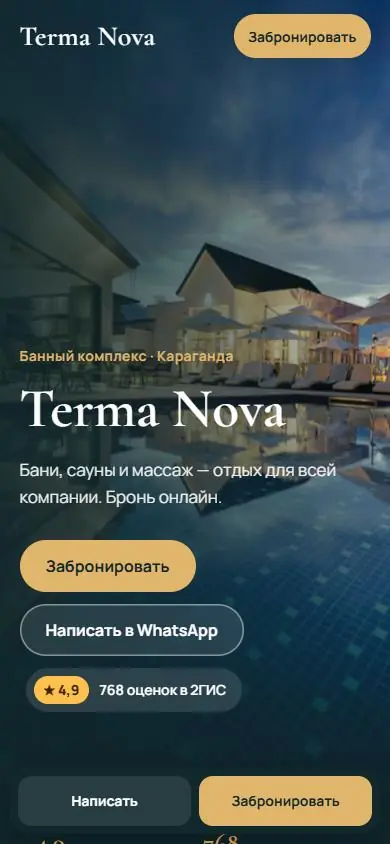 Terma Nova
Забронировать
Банный комплекс · Караганда
Terma Nova
Бани, сауны и массаж — отдых для всей
компании. Бронь онлайн.
Забронировать
Написать в WhatsApp
★ 4,9
768 оценок в 2ГИС
Написать
Забронировать